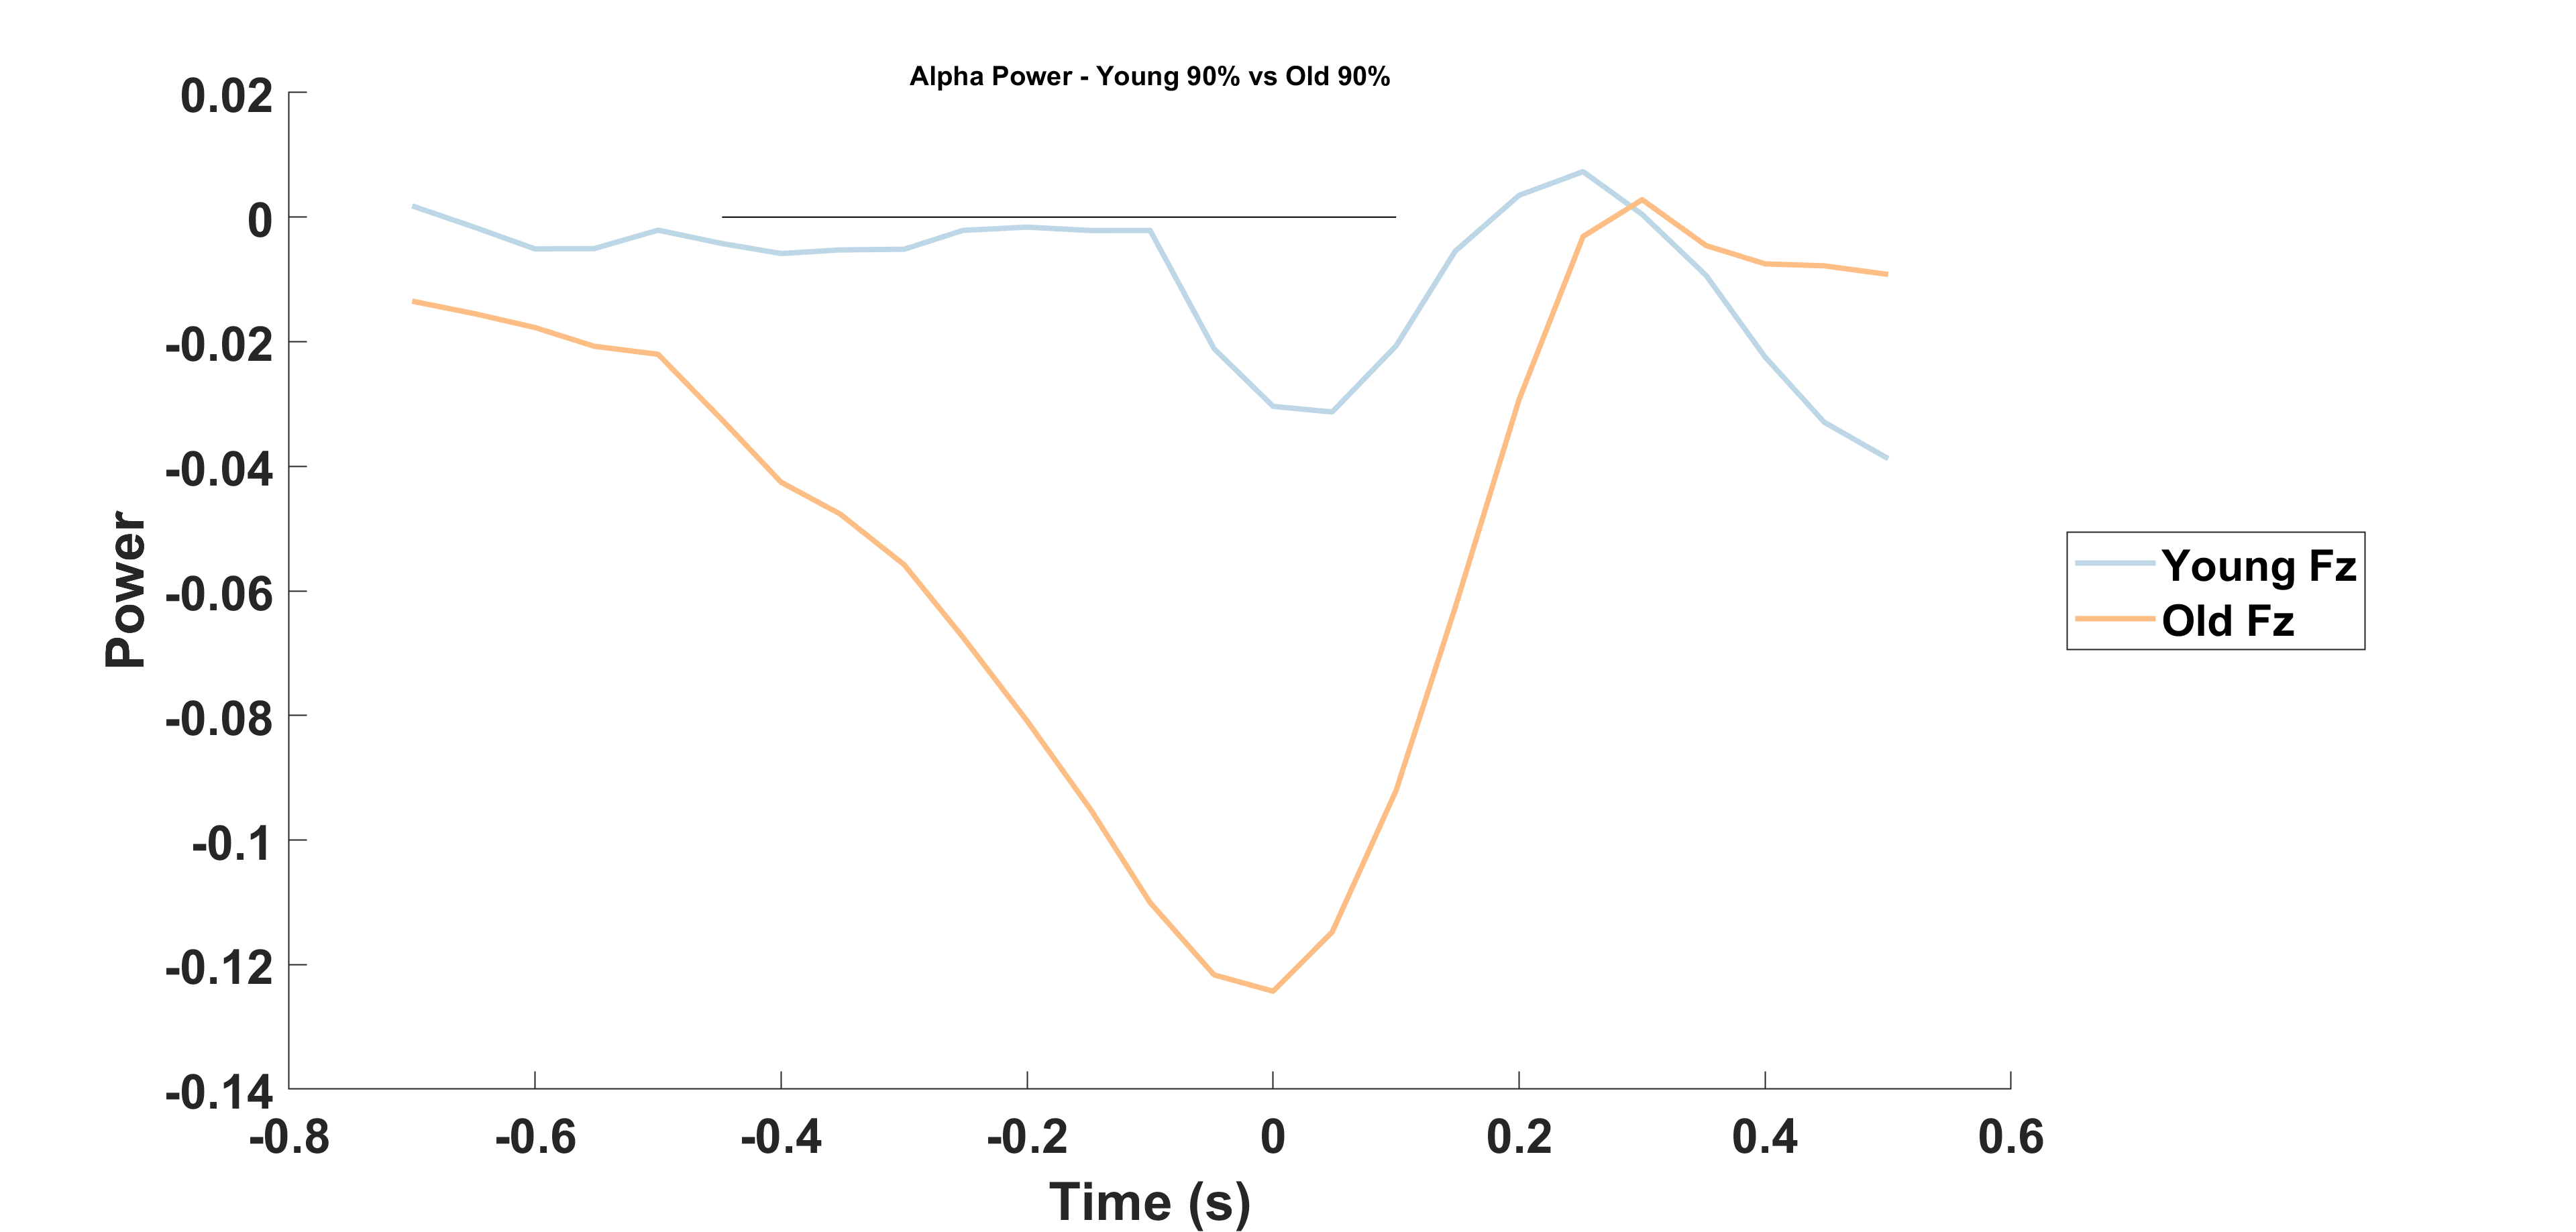 Alpha Power - Young 90% vs Old 90%
0.02
0
-0.02
-0.04
-0.06
-0.08
-0.1
-0.12
-0.14
Power
-0.8 -0.6 -0.4 -0.2 0 0.2 0.4 0.6
Time (s)
Young Fz
Old Fz